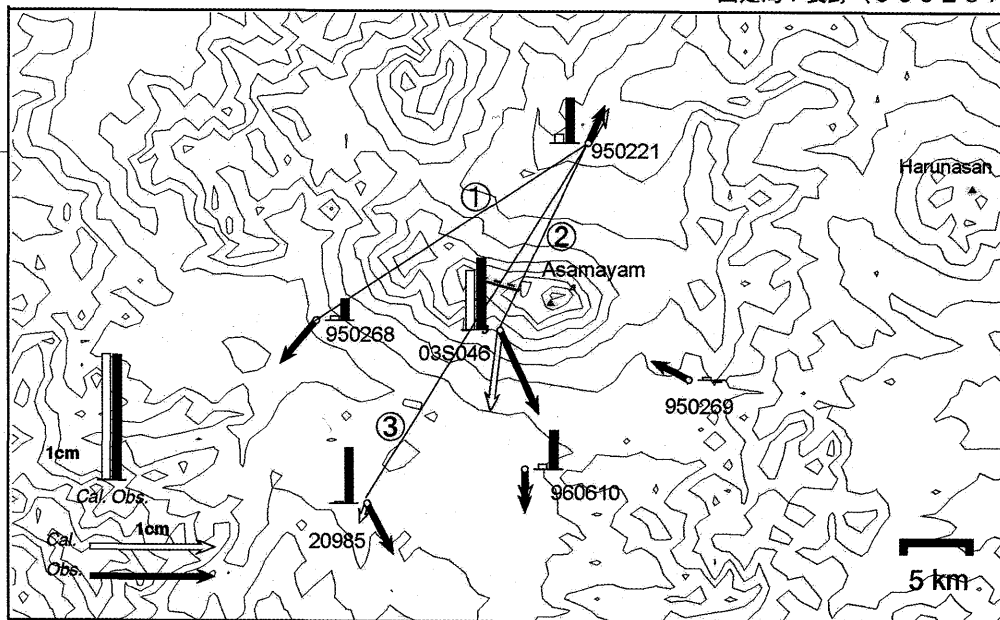 950221
Harunasan
①
②
Asamayam
950268
03S046
950269
1cm
③
Cal. Obs.
960610
1cm
Cal.
20985
Obs.
5 km